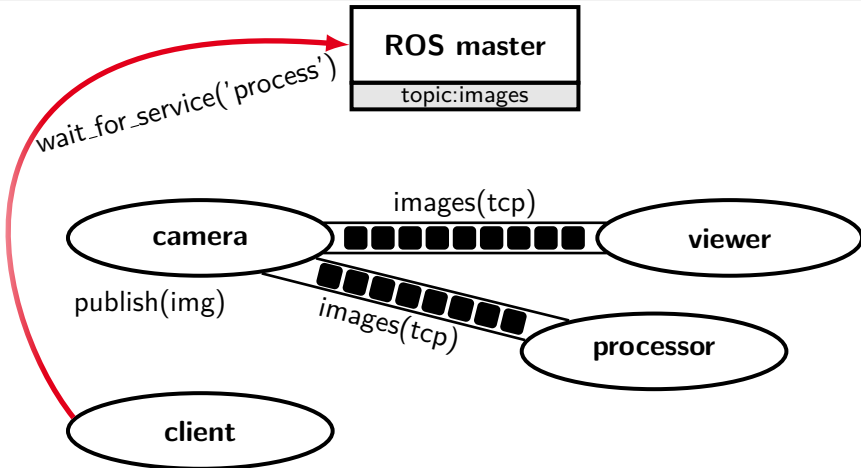 ROS master
topic:images
wait_for_service('process')
images(tcp)
camera
viewer
publish(img)
images(tcp)
processor
client